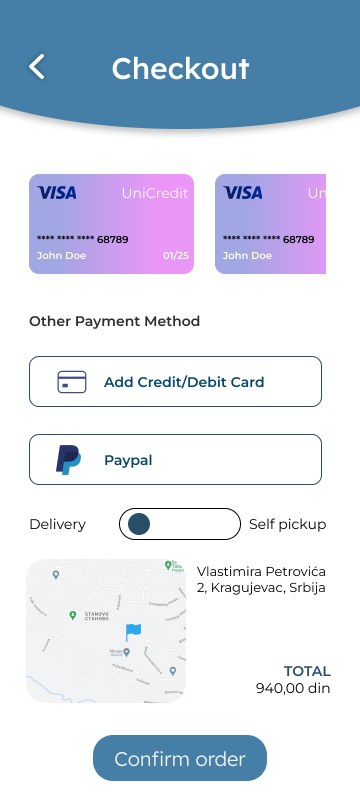 Checkout
VISA UniCredit
**** **** **** 68789
John Doe 01/25
VISA Un
**** **** **** 68789
John Doe
Other Payment Method
Add Credit/Debit Card
Paypal
Delivery
Self pickup
STANOVO
СТАНОВО
Vlastimira Petrovića
2, Kragujevac, Srbija
TOTAL
940,00 din
Confirm order